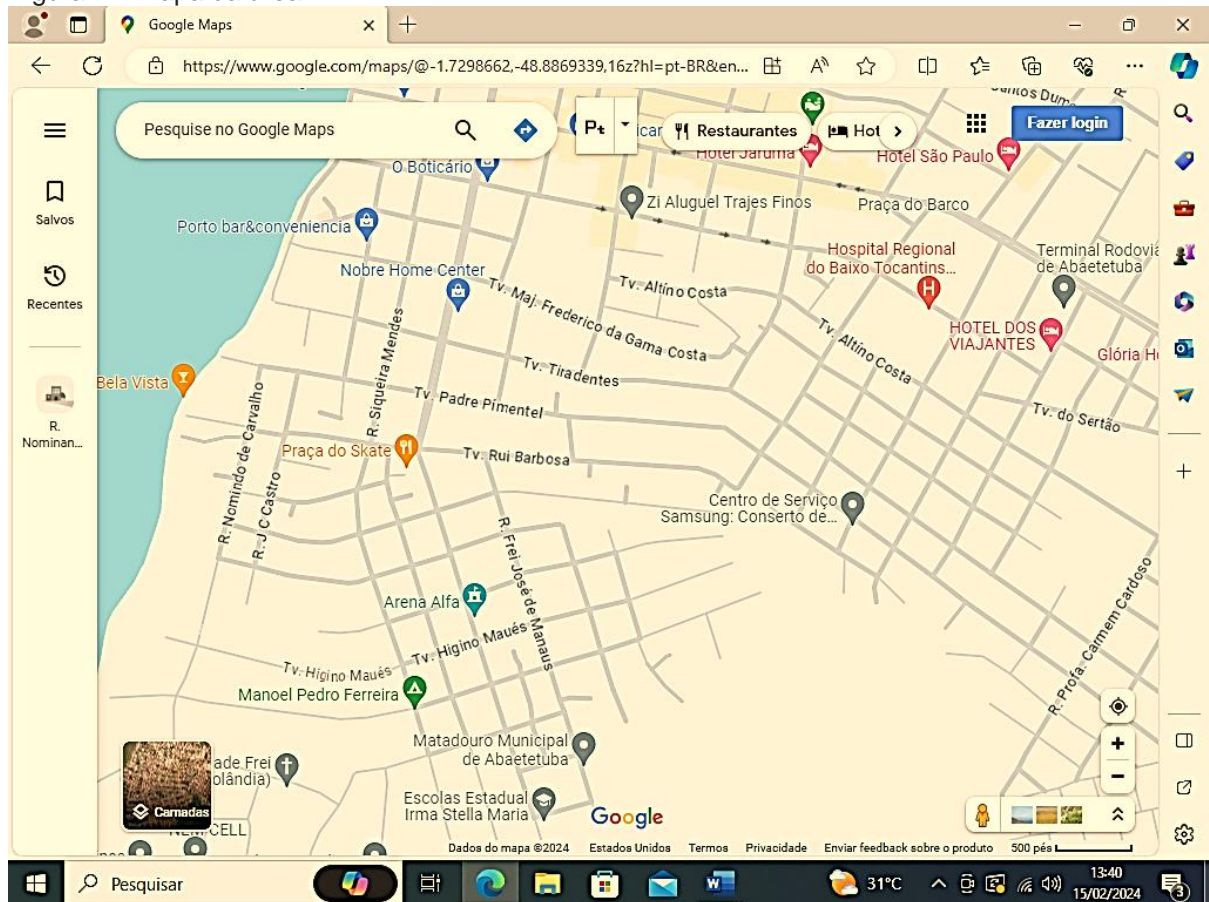 Google Maps
https://www.google.com/maps/@-1.7298662,-48.8869339,16z?hl=pt-BR&en...
Pesquise no Google Maps
Restaurantes
Hot
Fazer login
Salvos
Recentes
R.
Nominan...
O Boticário
Hotel Jaruma
Hotel São Paulo
Porto bar&conveniencia
Zi Aluguel Trajes Finos
Praça do Barco
Nobre Home Center
Hospital Regional
do Baixo Tocantins...
Terminal Rodoviá
de Abaetetuba
Tv. Altino Costa
Tv. Maj. Frederico da Gama Costa
R. Siqueira Mendes
Tv. Altino Costa
HOTEL DOS
VIAJANTES
Glória H
Tv. Tiradentes
Bela Vista
Tv. Padre Pimentel
Tv. do Sertão
R. Nomindo de Carvalho
Praça do Skate
Tv. Rui Barbosa
R. J C Castro
Centro de Serviço
Samsung: Conserto de...
R. Frei José de Manaus
Arena Alfa
Tv. Higino Maués
Tv. Higino Maués
R. Profa. Carmem Cardoso
Manoel Pedro Ferreira
Matadouro Municipal
de Abaetetuba
ade Frei
olândia)
Camadas
Escolas Estadual
Irma Stella Maria
Google
CELL
Dados do mapa ©2024 Estados Unidos Termos Privacidade Enviar feedback sobre o produto 500 pés
Pesquisar
31°C
13:40
15/02/2024